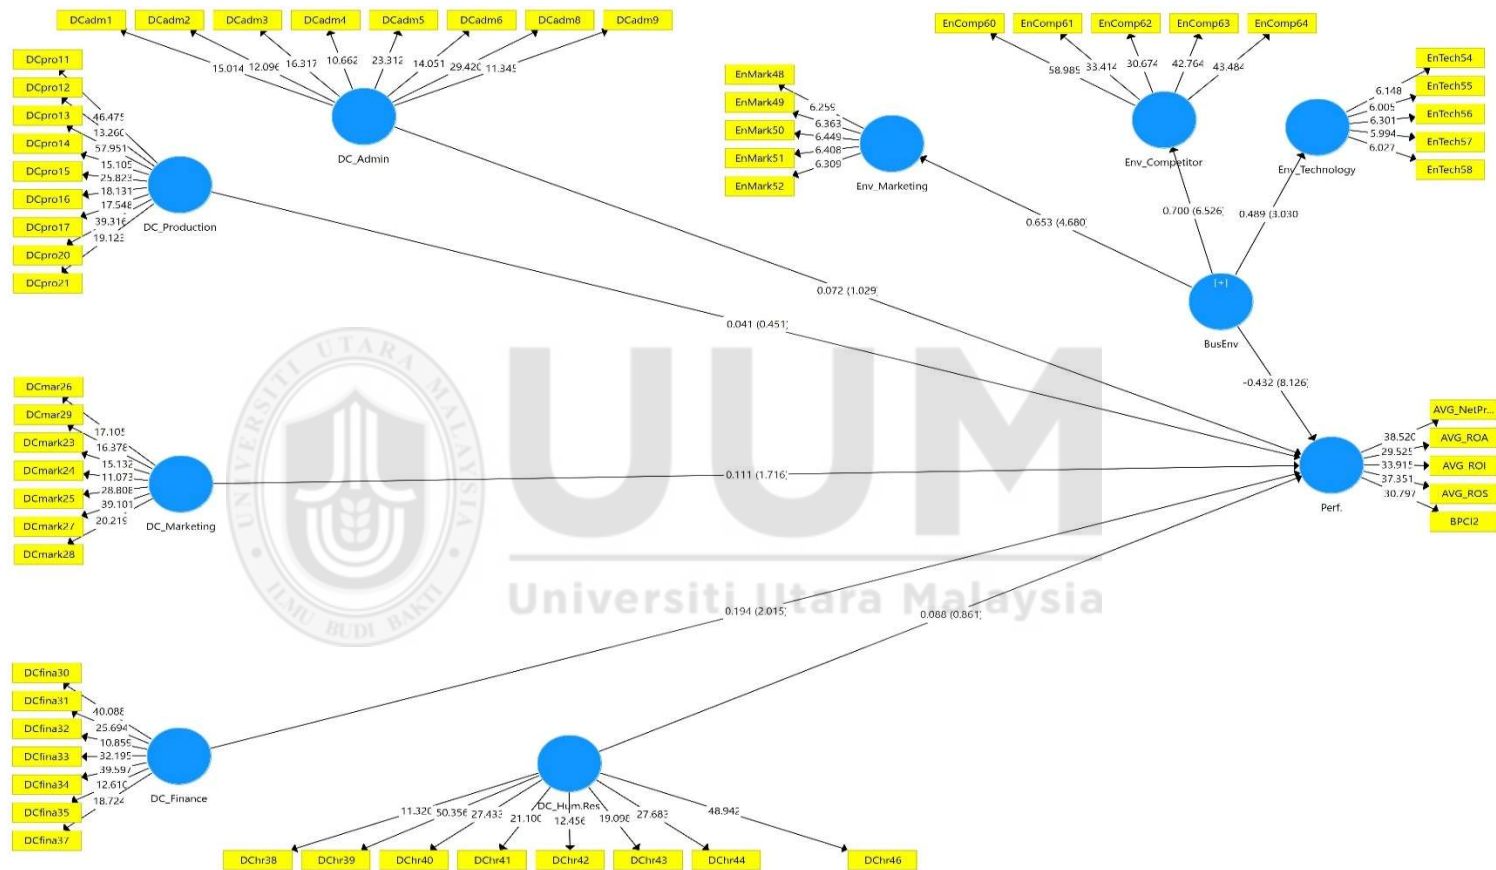 DCadm1 DCadm2 DCadm3 DCadm4 DCadm5 DCadm6 DCadm8 DCadm9
15.014 12.096 16.317 10.662 23.312 14.051 29.420 11.345
DC_Admin
EnComp60 EnComp61 EnComp62 EnComp63 EnComp64
58.985 33.414 30.674 42.764 43.484
Env_Competitor
EnTech54
EnTech55
EnTech56
EnTech57
EnTech58
6.148
6.005
6.301
5.994
6.027
Env_Technology
EnMark48
EnMark49
EnMark50
EnMark51
EnMark52
6.259
6.363
6.449
6.408
6.309
Env_Marketing
DCpro11
DCpro12
DCpro13
DCpro14
DCpro15
DCpro16
DCpro17
DCpro20
DCpro21
46.475
13.260
57.951
15.105
25.823
18.131
17.548
39.316
19.123
DC_Production
0.653 (4.680)
0.700 (6.526)
0.489 (3.030
[+]
BusEnv
0.072 (1.029)
0.041 (0.451)
-0.432 (8.126)
UNIVERSITI UTARA MALAYSIA
ILMU BUDI BAKTI
UUM
Universiti Utara Malaysia
DCmar26
DCmar29
DCmark23
DCmark24
DCmark25
DCmark27
DCmark28
17.105
16.378
15.132
11.073
28.808
39.101
20.219
DC_Marketing
0.111 (1.716)
AVG_NetPr...
AVG_ROA
AVG_ROI
AVG_ROS
BPCI2
38.520
29.525
33.915
37.351
30.797
Perf.
0.194 (2.015)
0.088 (0.861)
DCfina30
DCfina31
DCfina32
DCfina33
DCfina34
DCfina35
DCfina37
40.088
25.694
10.859
32.195
39.597
12.610
18.724
DC_Finance
DC_Hum.Res
11.320 50.356 27.433 21.100 12.456 19.098 27.683 48.942
DChr38 DChr39 DChr40 DChr41 DChr42 DChr43 DChr44 DChr46